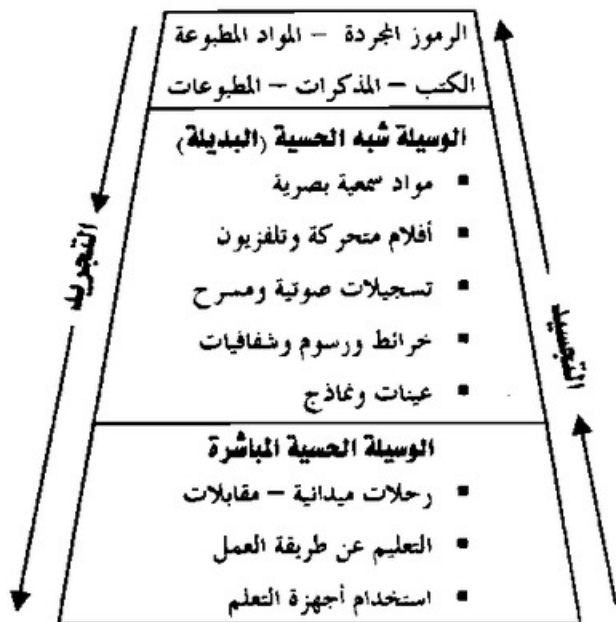 الرموز المجردة – المواد المطبوعة
الكتب – المذكرات – المطبوعات
الوسيلة شبه الحسية (البديلة)
▪ مواد سمعية بصرية
▪ أفلام متحركة وتلفزيون
▪ تسجيلات صوتية ومسرح
▪ خرائط ورسوم وشفافيات
▪ عينات ونماذج
الوسيلة الحسية المباشرة
▪ رحلات ميدانية – مقابلات
▪ التعليم عن طريقة العمل
▪ استخدام أجهزة التعلم
التجسيد
التجريد